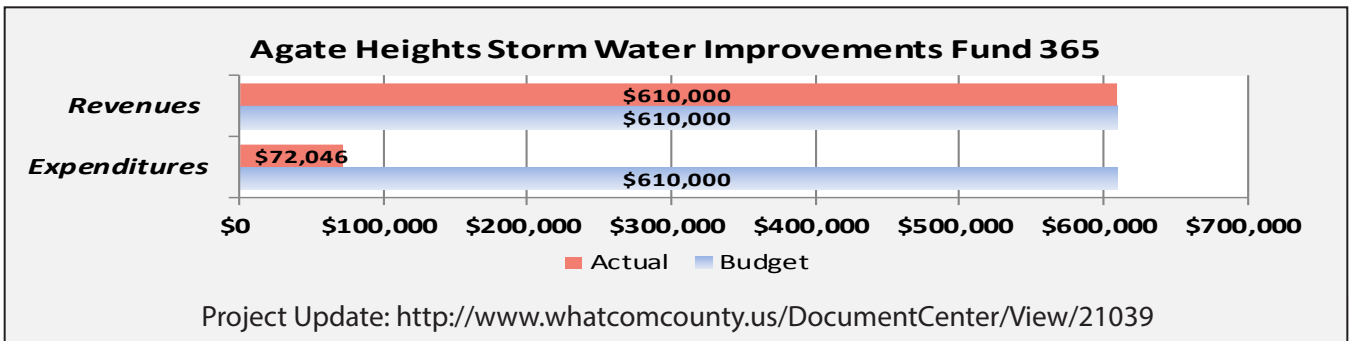 Agate Heights Storm Water Improvements Fund 365
Revenues
$610,000
$610,000
Expenditures
$72,046
$610,000
$0 $100,000 $200,000 $300,000 $400,000 $500,000 $600,000 $700,000
Actual Budget
Project Update: http://www.whatcomcounty.us/DocumentCenter/View/21039